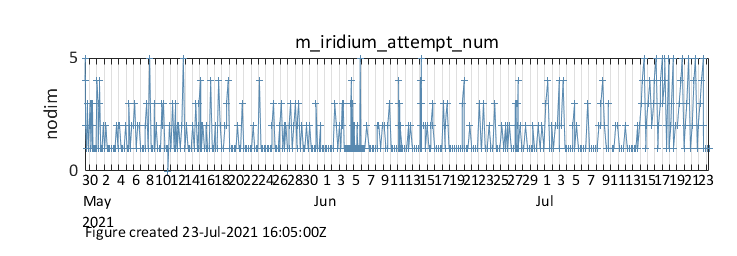 m_iridium_attempt_num
5
nodim
0
30 2 4 6 8 10 12 14 16 18 20 22 24 26 28 30 1 3 5 7 9 11 13 15 17 19 21 23 25 27 29 1 3 5 7 9 11 13 15 17 19 21 23
May Jun Jul
2021
Figure created 23-Jul-2021 16:05:00Z